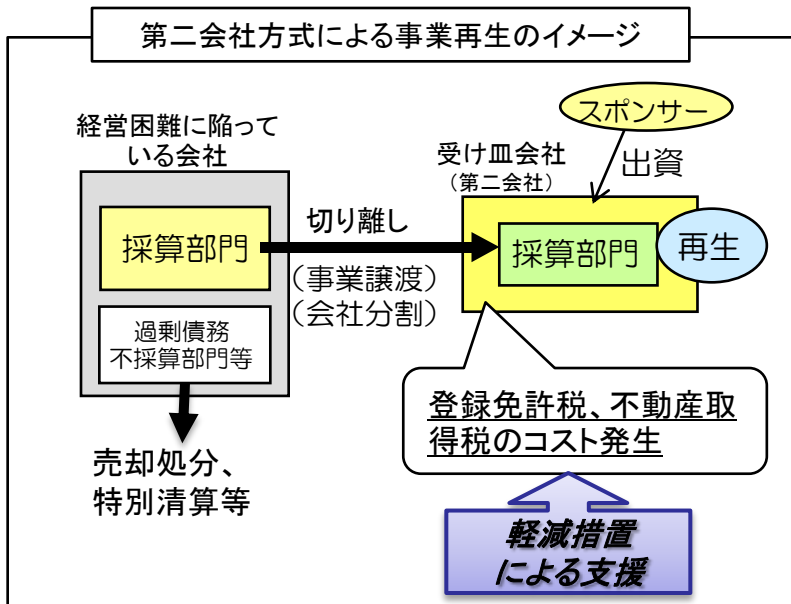 第二会社方式による事業再生のイメージ
経営困難に陥って
いる会社
採算部門
過剰債務
不採算部門等
売却処分、
特別清算等
切り離し
（事業譲渡）
（会社分割）
スポンサー
出資
受け皿会社
（第二会社）
採算部門
再生
登録免許税、不動産取
得税のコスト発生
軽減措置
による支援